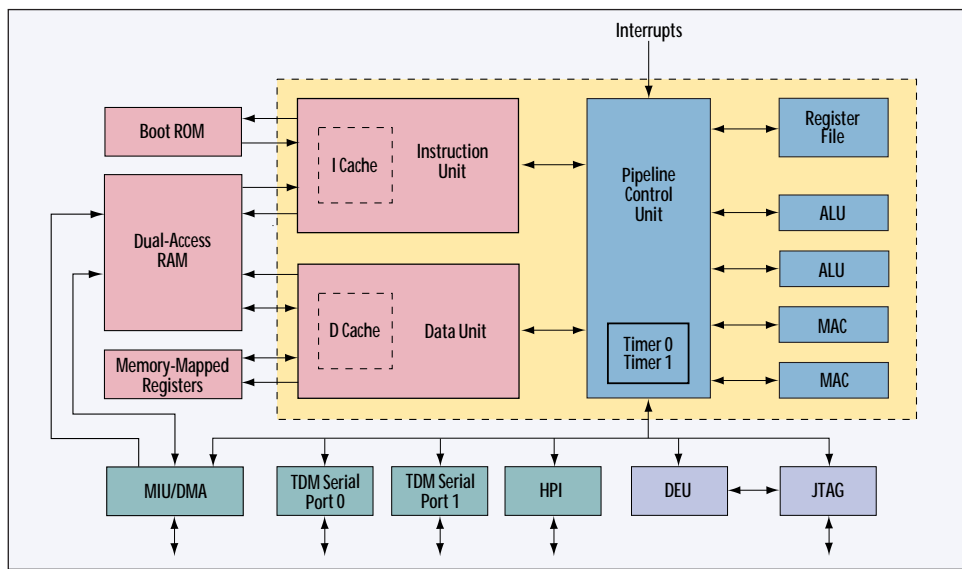 Interrupts
Boot ROM
I Cache
Instruction
Unit
Pipeline
Control
Unit
Register
File
Dual-Access
RAM
ALU
ALU
D Cache
Data Unit
Timer 0
Timer 1
MAC
MAC
Memory-Mapped
Registers
MIU/DMA
TDM Serial
Port 0
TDM Serial
Port 1
HPI
DEU
JTAG